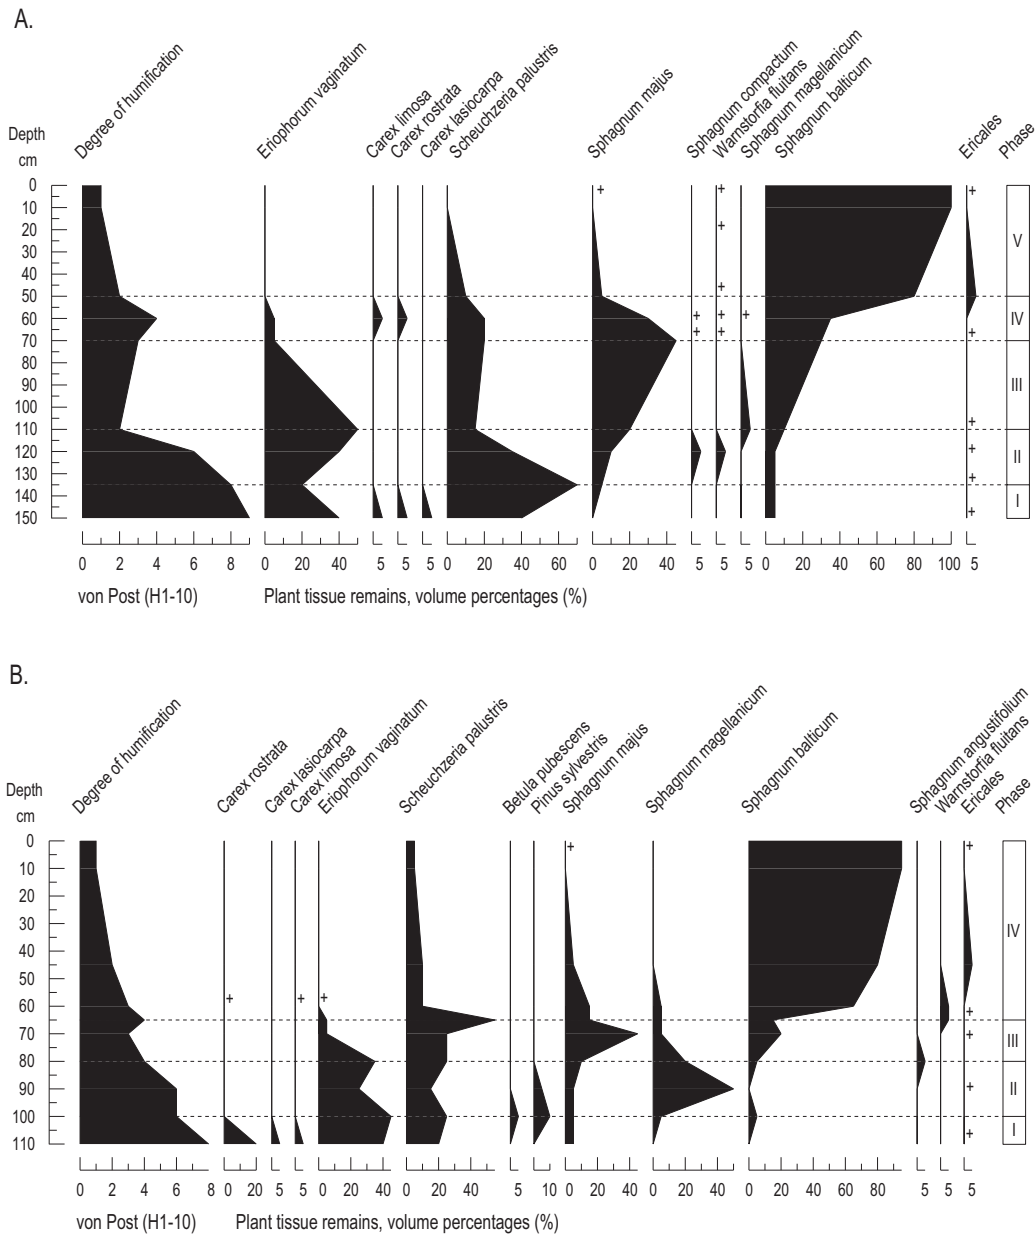 A.
Degree of humification
Eriophorum vaginatum
Carex limosa
Carex rostrata
Carex lasiocarpa
Scheuchzeria palustris
Sphagnum majus
Sphagnum compactum
Warnstorfia fluitans
Sphagnum magellanicum
Sphagnum balticum
Ericales
Phase
Depth
cm
0
10
20
30
40
50
60
70
80
90
100
110
120
130
140
150
V
IV
III
II
I
+ + + + + + + + + + + + + + +
0 2 4 6 8 0 20 40 5 5 5 0 20 40 60 0 20 40 5 5 5 0 20 40 60 80 100 5
von Post (H1-10) Plant tissue remains, volume percentages (%)
B.
Degree of humification
Carex rostrata
Carex lasiocarpa
Carex limosa
Eriophorum vaginatum
Scheuchzeria palustris
Betula pubescens
Pinus sylvestris
Sphagnum majus
Sphagnum magellanicum
Sphagnum balticum
Sphagnum angustifolium
Warnstorfia fluitans
Ericales
Phase
Depth
cm
0
10
20
30
40
50
60
70
80
90
100
110
IV
III
II
I
+ + + + + + + + +
0 2 4 6 8 0 20 5 5 0 20 40 0 20 40 5 10 0 20 40 0 20 40 0 20 40 60 80 5 5 5
von Post (H1-10) Plant tissue remains, volume percentages (%)